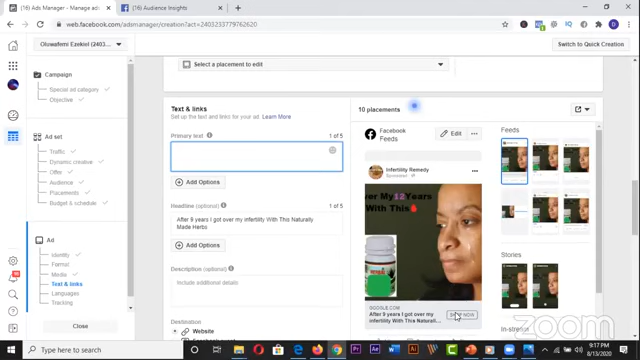 (16) Ads Manager - Manage ads
Audience Insights
web.facebook.com/adsmanager/creation?act=2403233779762620
Oluwafemi Ezekiel (2403...
Switch to Quick Creation
Campaign
Special ad category
Objective
Ad set
Traffic
Dynamic creative
Offer
Audience
Placements
Budget & schedule
Ad
Identity
Format
Media
Text & links
Languages
Tracking
Close
Select a placement to edit
Text & links
Set up the text and links for your ad. Learn More
Primary text
1 of 5
Add Options
Headline (optional)
1 of 5
After 9 years I got over my infertility With This Naturally
Made Herbs
Add Options
Description (optional)
Include additional details
Destination
Website
10 placements
Facebook
Feeds
Edit
Infertility Remedy
Sponsored
Over My 12Years
With This
GOOGLE.COM
After 9 years I got over my
infertility With This Naturall...
Feeds
Stories
In-stream
zoom
Type here to search
9:17 PM
8/13/2020